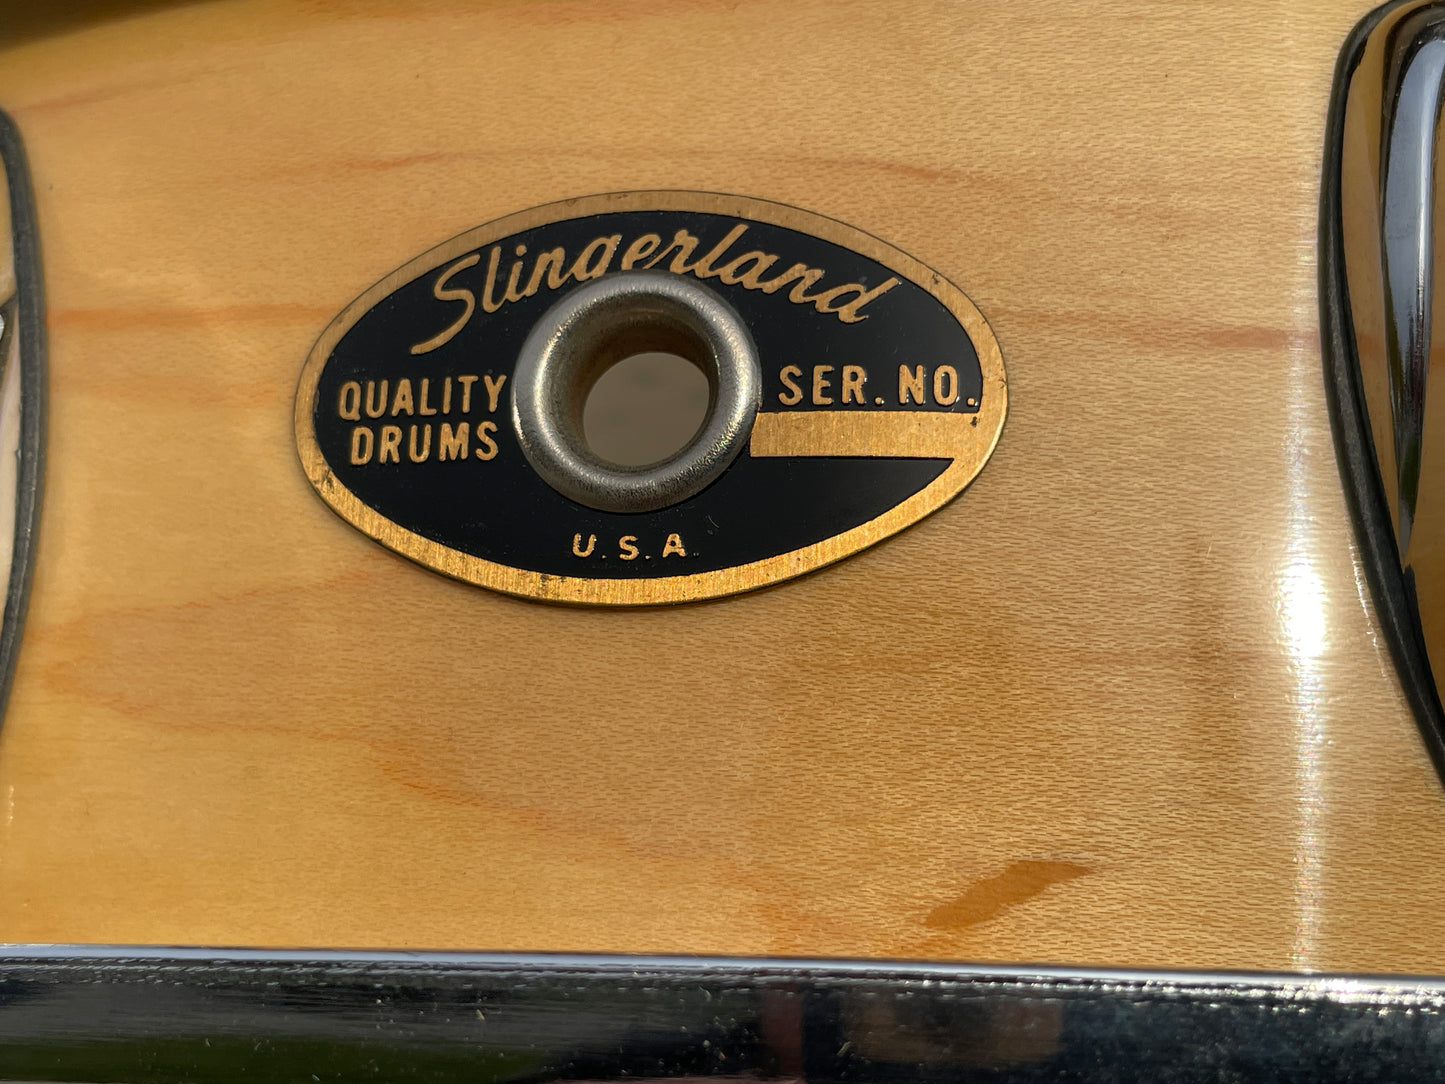 Slingerland
QUALITY
DRUMS
SER. NO.
U.S.A.